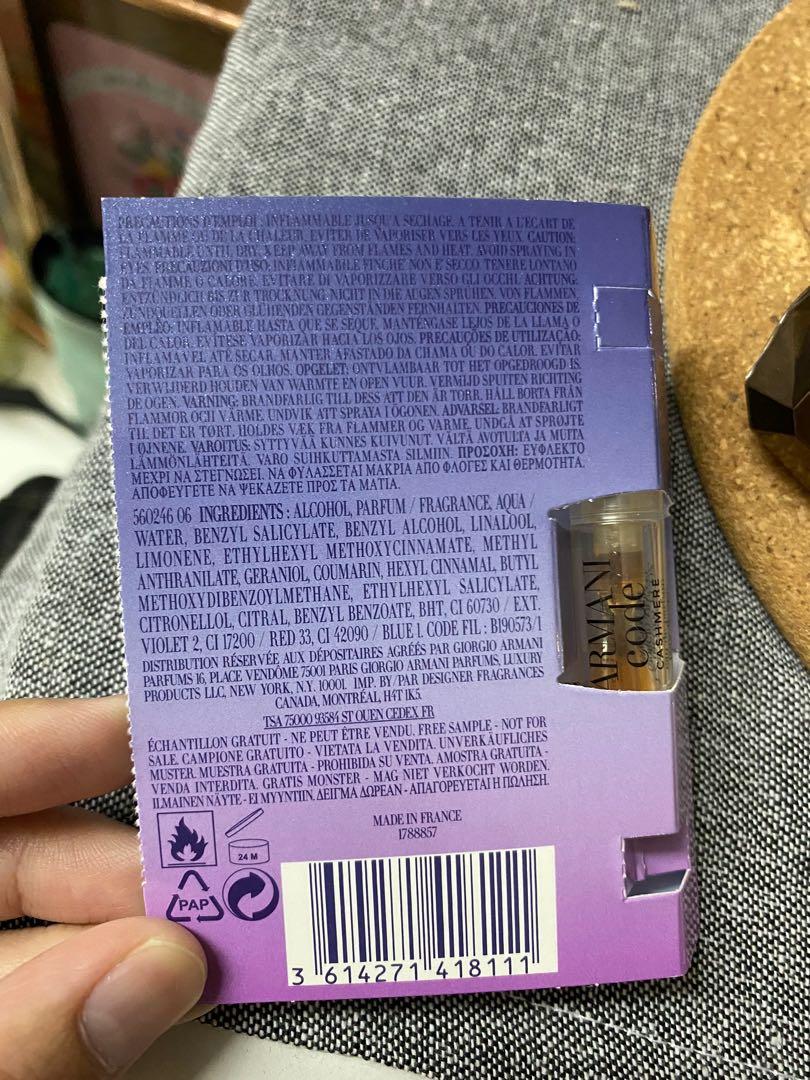 PRÉCAUTIONS D'EMPLOI : INFLAMMABLE JUSQU'A SECHAGE. A TENIR A L'ÉCART DE
LA FLAMME OU DE LA CHALEUR. EVITER DE VAPORISER VERS LES YEUX. CAUTION:
FLAMMABLE UNTIL DRY. KEEP AWAY FROM FLAMES AND HEAT. AVOID SPRAYING IN
EYES. PRECAUZIONI D'USO: INFIAMMABILE FINCHE' NON E' SECCO. TENERE LONTANO
DA FIAMME O CALORE. EVITARE DI VAPORIZZARE VERSO GLI OCCHI. ACHTUNG:
ENTZÜNDLICH BIS ZUR TROCKNUNG. NICHT IN DIE AUGEN SPRÜHEN. VON FLAMMEN,
ZÜNDQUELLEN ODER GLÜHENDEN GEGENSTÄNDEN FERNHALTEN. PRECAUCIONES DE
EMPLEO: INFLAMABLE HASTA QUE SE SEQUE. MANTÉNGASE LEJOS DE LA LLAMA O
DEL CALOR. EVÍTESE VAPORIZAR HACIA LOS OJOS. PRECAUÇÕES DE UTILIZAÇÃO:
INFLAMÁVEL ATÉ SECAR. MANTER AFASTADO DA CHAMA OU DO CALOR. EVITAR
VAPORIZAR PARA OS OLHOS. OPGELET: ONTVLAMBAAR TOT HET OPGEDROOGD IS.
VERWIJDERD HOUDEN VAN WARMTE EN OPEN VUUR. VERMIJD SPUITEN RICHTING
DE OGEN. VARNING: BRANDFARLIG TILL DESS ATT DEN ÄR TORR. HÅLL BORTA FRÅN
FLAMMOR OCH VÄRME. UNDVIK ATT SPRAYA I ÖGONEN. ADVARSEL: BRANDFARLIGT
TIL DET ER TØRT. HOLDES VÆK FRA FLAMMER OG VARME. UNDGÅ AT SPRØJTE
I ØJNENE. VAROITUS: SYTTYVÄÄ KUNNES KUIVUNUT. VÄLTÄ AVOTULTA JA MUITA
LÄMMÖNLÄHTEITÄ. VARO SUIHKUTTAMASTA SILMIIN. ΠΡΟΣΟΧΗ: ΕΥΦΛΕΚΤΟ
ΜΕΧΡΙ ΝΑ ΣΤΕΓΝΩΣΕΙ. ΝΑ ΦΥΛΑΣΣΕΤΑΙ ΜΑΚΡΙΑ ΑΠΟ ΦΛΟΓΕΣ ΚΑΙ ΘΕΡΜΟΤΗΤΑ.
ΑΠΟΦΕΥΓΕΤΕ ΝΑ ΨΕΚΑΖΕΤΕ ΠΡΟΣ ΤΑ ΜΑΤΙΑ.
560246 06 INGREDIENTS : ALCOHOL, PARFUM / FRAGRANCE, AQUA /
WATER, BENZYL SALICYLATE, BENZYL ALCOHOL, LINALOOL,
LIMONENE, ETHYLHEXYL METHOXYCINNAMATE, METHYL
ANTHRANILATE, GERANIOL, COUMARIN, HEXYL CINNAMAL, BUTYL
METHOXYDIBENZOYLMETHANE, ETHYLHEXYL SALICYLATE,
CITRONELLOL, CITRAL, BENZYL BENZOATE, BHT, CI 60730 / EXT.
VIOLET 2, CI 17200 / RED 33, CI 42090 / BLUE 1. CODE FIL : B190573/1
DISTRIBUTION RÉSERVÉE AUX DÉPOSITAIRES AGRÉÉS PAR GIORGIO ARMANI
PARFUMS 16, PLACE VENDÔME 75001 PARIS GIORGIO ARMANI PARFUMS, LUXURY
PRODUCTS LLC, NEW YORK, N.Y. 10001. IMP. BY/PAR DESIGNER FRAGRANCES
CANADA, MONTRÉAL, H4T 1K5.
TSA 75000 93584 ST OUEN CEDEX FR
ÉCHANTILLON GRATUIT - NE PEUT ÊTRE VENDU. FREE SAMPLE - NOT FOR
SALE. CAMPIONE GRATUITO - VIETATA LA VENDITA. UNVERKÄUFLICHES
MUSTER. MUESTRA GRATUITA - PROHIBIDA SU VENTA. AMOSTRA GRATUITA -
VENDA INTERDITA. GRATIS MONSTER - MAG NIET VERKOCHT WORDEN.
ILMAINEN NÄYTE - EI MYYNTIIN. ΔΕΙΓΜΑ ΔΩΡΕΑΝ - ΑΠΑΓΟΡΕΥΕΤΑΙ Η ΠΩΛΗΣΗ.
MADE IN FRANCE
1788857
24 M
PAP
3 614271 418111
ARMANI
code
CASHMERE